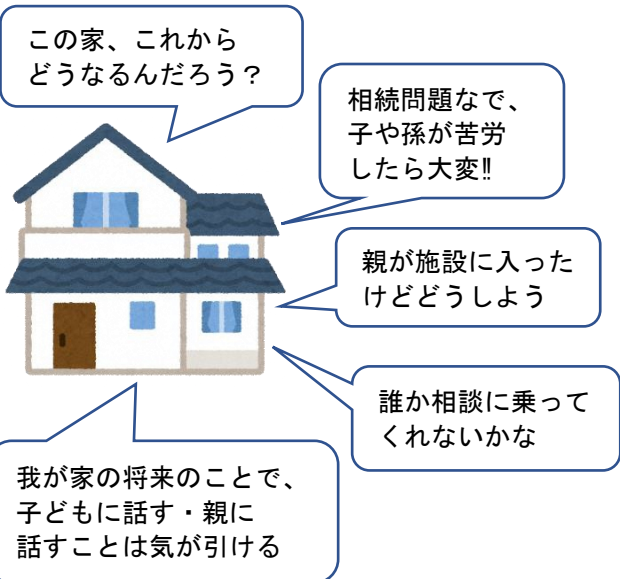 この家、これから
どうなるんだろう？
相続問題なで、
子や孫が苦労
したら大変‼
親が施設に入った
けどどうしよう
誰か相談に乗って
くれないかな
我が家の将来のことで、
子どもに話す・親に
話すことは気が引ける